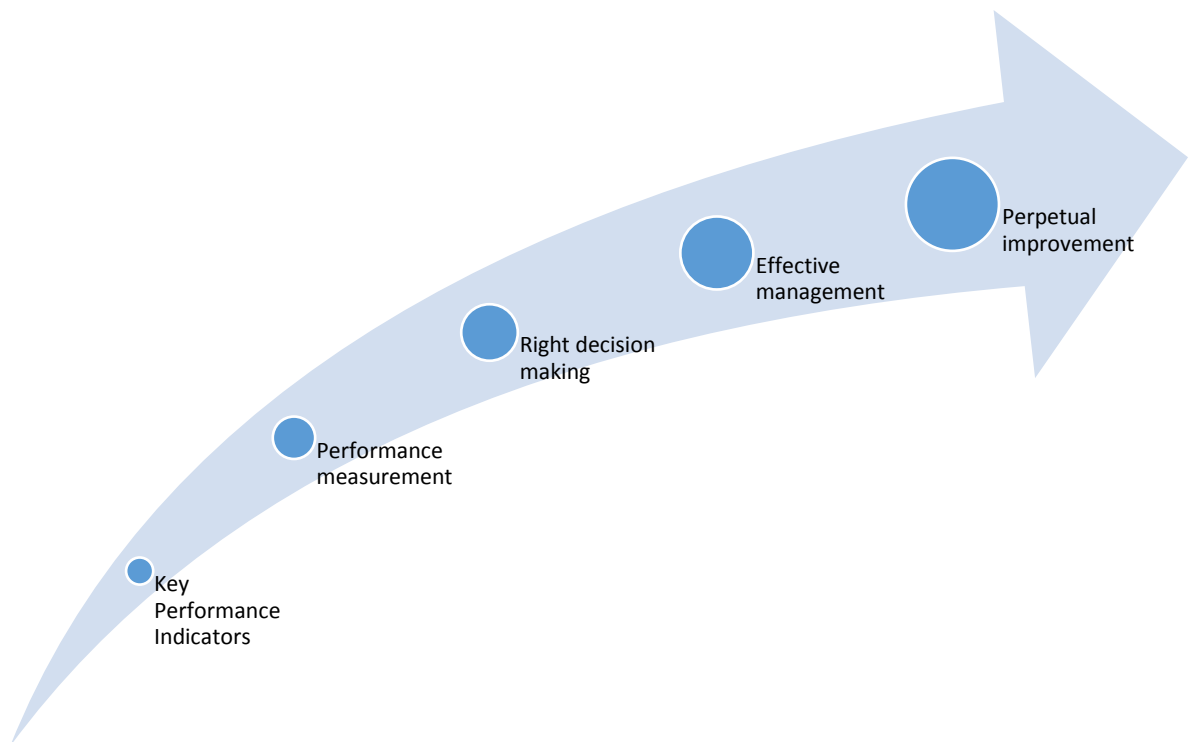 Perpetual
improvement
Effective
management
Right decision
making
Performance
measurement
Key
Performance
Indicators